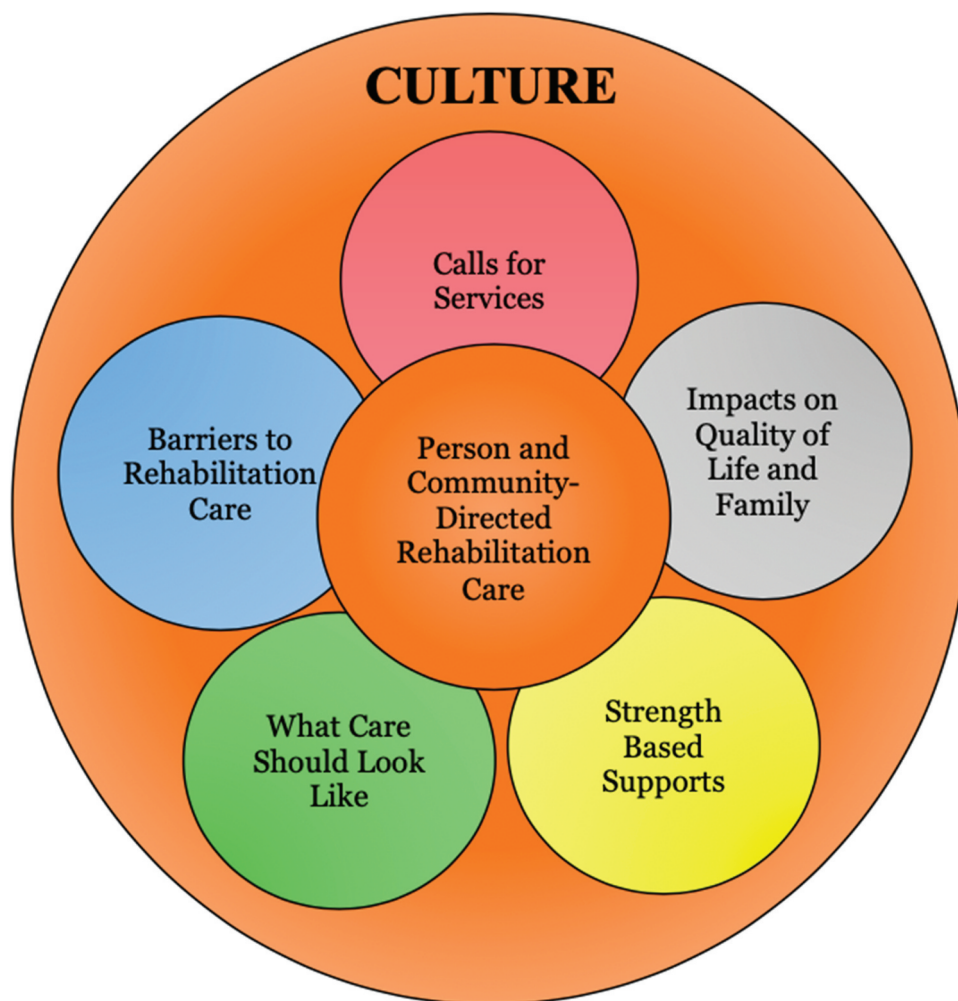 CULTURE
Calls for
Services
Impacts on
Quality of
Life and
Family
Barriers to
Rehabilitation
Care
Person and
Community-
Directed
Rehabilitation
Care
What Care
Should Look
Like
Strength
Based
Supports